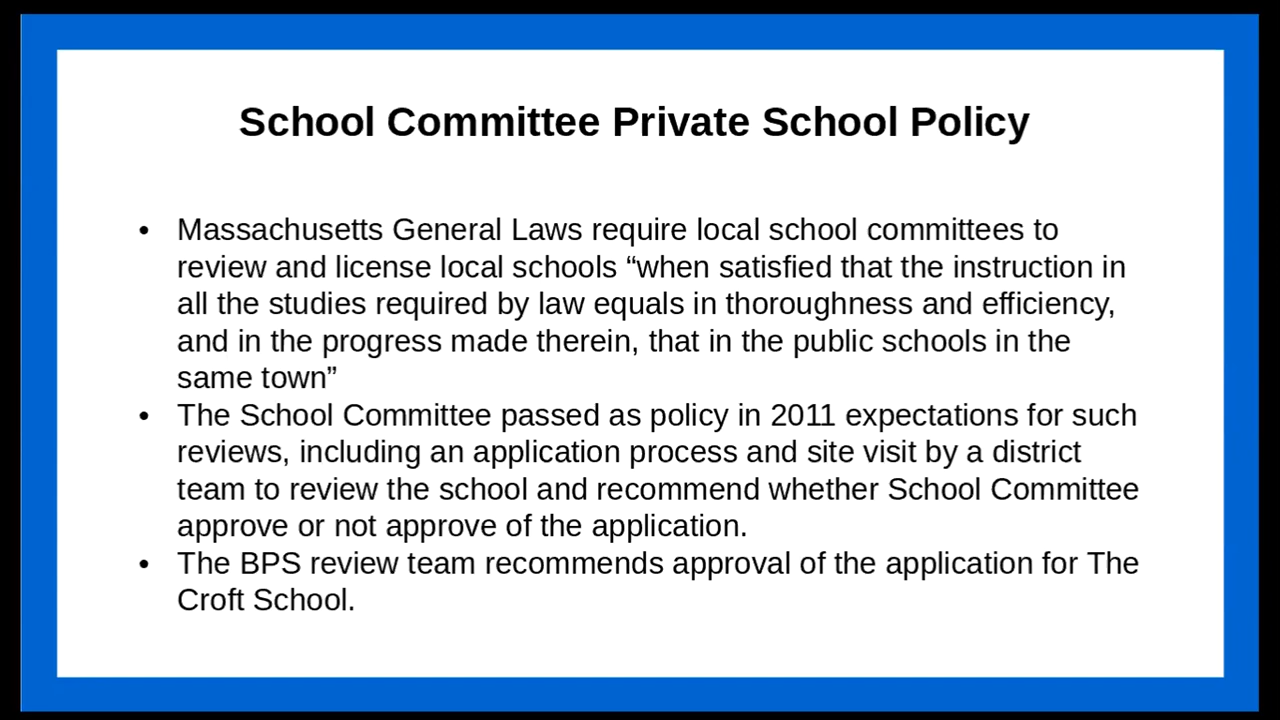 School Committee Private School Policy
• Massachusetts General Laws require local school committees to
review and license local schools “when satisfied that the instruction in
all the studies required by law equals in thoroughness and efficiency,
and in the progress made therein, that in the public schools in the
same town”
• The School Committee passed as policy in 2011 expectations for such
reviews, including an application process and site visit by a district
team to review the school and recommend whether School Committee
approve or not approve of the application.
• The BPS review team recommends approval of the application for The
Croft School.